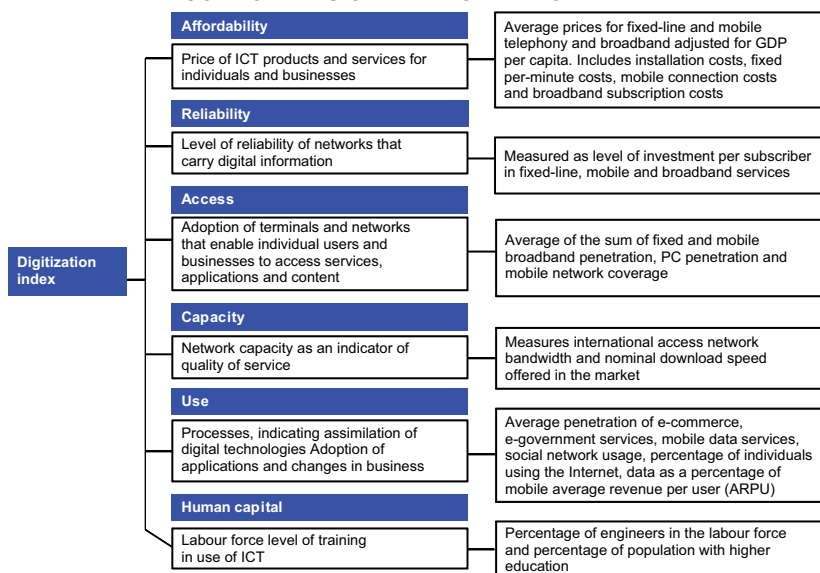 Affordability
Price of ICT products and services for
individuals and businesses
Average prices for fixed-line and mobile
telephony and broadband adjusted for GDP
per capita. Includes installation costs, fixed
per-minute costs, mobile connection costs
and broadband subscription costs
Reliability
Level of reliability of networks that
carry digital information
Measured as level of investment per subscriber
in fixed-line, mobile and broadband services
Access
Adoption of terminals and networks
that enable individual users and
businesses to access services,
applications and content
Average of the sum of fixed and mobile
broadband penetration, PC penetration and
mobile network coverage
Digitization
index
Capacity
Network capacity as an indicator of
quality of service
Measures international access network
bandwidth and nominal download speed
offered in the market
Use
Processes, indicating assimilation of
digital technologies Adoption of
applications and changes in business
Average penetration of e-commerce,
e-government services, mobile data services,
social network usage, percentage of individuals
using the Internet, data as a percentage of
mobile average revenue per user (ARPU)
Human capital
Labour force level of training
in use of ICT
Percentage of engineers in the labour force
and percentage of population with higher
education